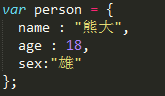 var person = {
name : "熊大",
age : 18,
sex:"雄"
};